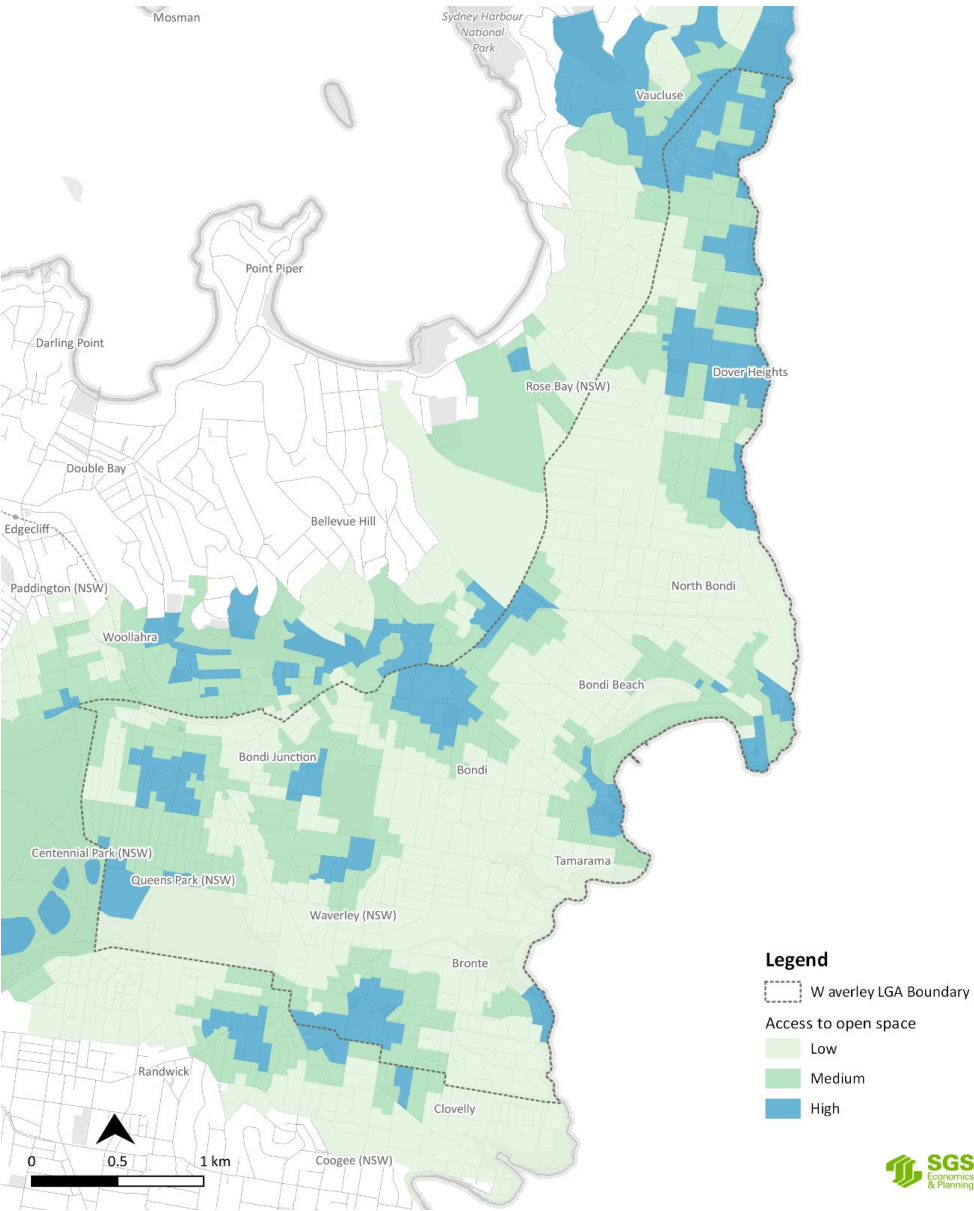 Mosman
Sydney Harbour
National
Park
Vaucluse
Point Piper
Darling Point
Dover Heights
Rose Bay (NSW)
Double Bay
Bellevue Hill
Edgecliff
Paddington (NSW)
North Bondi
Woollahra
Bondi Beach
Bondi Junction
Bondi
Centennial Park (NSW)
Tamarama
Queens Park (NSW)
Waverley (NSW)
Bronte
Legend
W averley LGA Boundary
Access to open space
Low
Medium
High
Randwick
Clovelly
Coogee (NSW)
0 0.5 1 km
SGS
Economics
& Planning